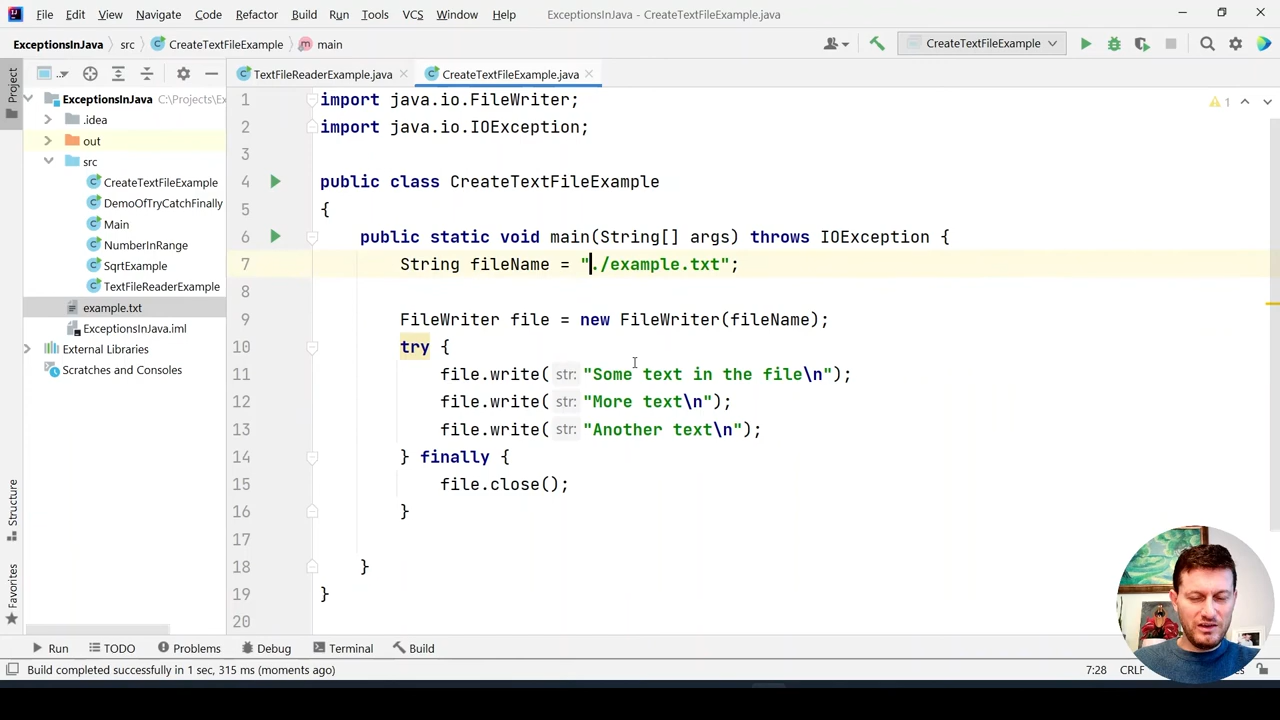 File Edit View Navigate Code Refactor Build Run Tools VCS Window Help ExceptionsInJava - CreateTextFileExample.java
ExceptionsInJava src CreateTextFileExample main CreateTextFileExample
Project
TextFileReaderExample.java CreateTextFileExample.java
ExceptionsInJava C:\Projects\Ex
.idea
out
src
CreateTextFileExample
DemoOfTryCatchFinally
Main
NumberInRange
SqrtExample
TextFileReaderExample
example.txt
ExceptionsInJava.iml
External Libraries
Scratches and Consoles
Structure
Favorites
1 import java.io.FileWriter;
2 import java.io.IOException;
3
4 public class CreateTextFileExample
5 {
6 public static void main(String[] args) throws IOException {
7 String fileName = "./example.txt";
8
9 FileWriter file = new FileWriter(fileName);
10 try {
11 file.write( str: "Some text in the file\n");
12 file.write( str: "More text\n");
13 file.write( str: "Another text\n");
14 } finally {
15 file.close();
16 }
17
18 }
19 }
20
1
Run TODO Problems Debug Terminal Build
Build completed successfully in 1 sec, 315 ms (moments ago) 7:28 CRLF